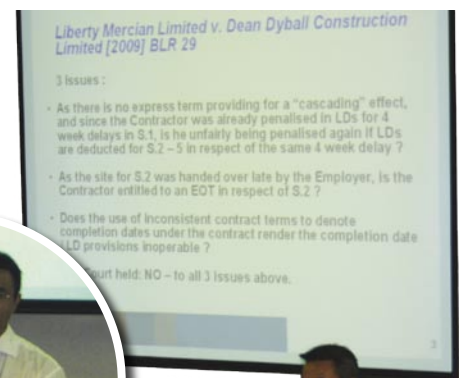 Liberty Mercian Limited v. Dean Dyball Construction
Limited [2009] BLR 29
3 issues :
• As there is no express term providing for a "cascading" effect,
and since the Contractor was already penalised in LDs for 4
week delays in S.1, is he unfairly being penalised again if LDs
are deducted for S.2 – 5 in respect of the same 4 week delay ?
• As the site for S.2 was handed over late by the Employer, is the
Contractor entitled to an EOT in respect of S.2 ?
• Does the use of inconsistent contract terms to denote
completion dates under the contract render the completion date
LD provisions inoperable ?
Court held: NO – to all 3 issues above.
3